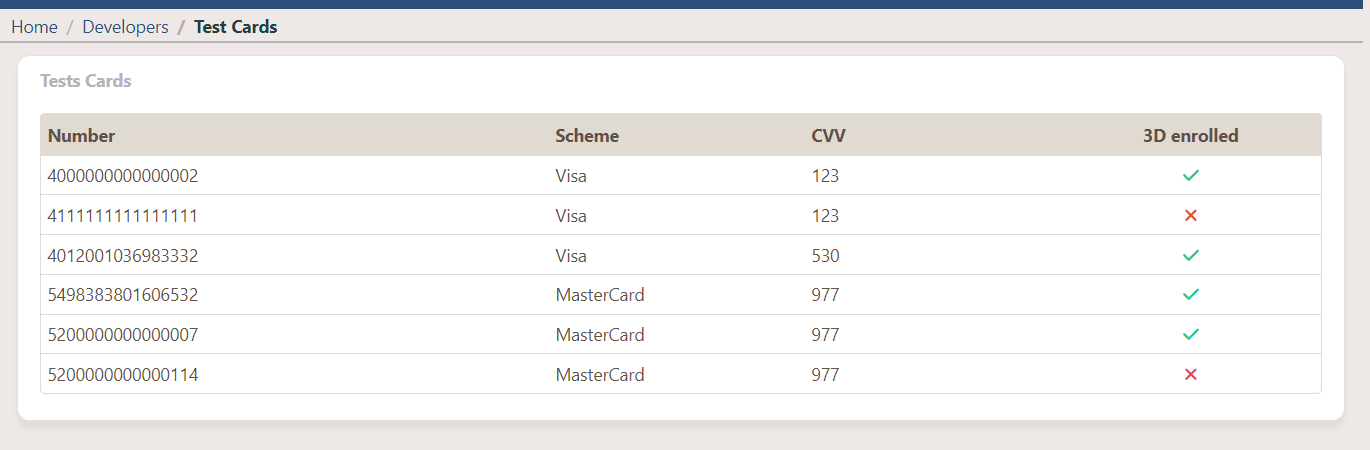 Home / Developers / Test Cards
Tests Cards
Number Scheme CVV 3D enrolled
4000000000000002 Visa 123
4111111111111111 Visa 123
4012001036983332 Visa 530
5498383801606532 MasterCard 977
5200000000000007 MasterCard 977
5200000000000114 MasterCard 977